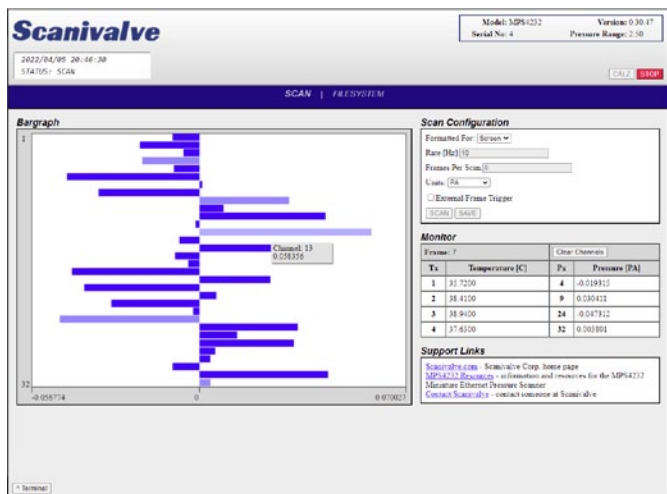 Scanivalve
Model: MPS4232 Version: 0.30.47
Serial No: 4 Pressure Range: 2.50
2022/04/05 20:46:30
STATUS: SCAN
CALZ STOP
SCAN | FILESYSTEM
Bargraph
1
Channel: 13
0.058356
32
-0.056774 0 0.070027
Scan Configuration
Formatted For: Screen
Rate [Hz] 10
Frames Per Scan 0
Units: PA
External Frame Trigger
SCAN SAVE
Monitor
Frame: 7 Clear Channels
Tx Temperature [C] Px Pressure [PA]
1 35.7200 4 -0.019315
2 38.4100 9 0.030411
3 38.9400 24 -0.047312
4 37.6300 32 0.003801
Support Links
Scanivalve.com - Scanivalve Corp. home page
MPS4232 Resources - information and resources for the MPS4232
Miniature Ethernet Pressure Scanner
Contact Scanivalve - contact someone at Scanivalve
^ Terminal